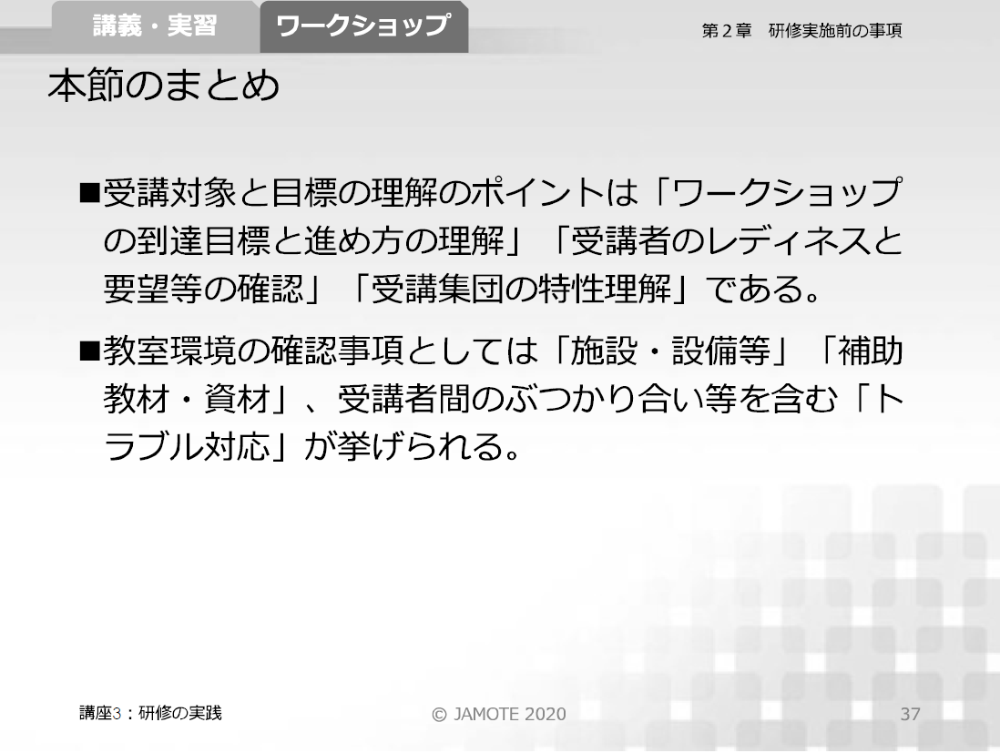 講義・実習
ワークショップ
第２章　研修実施前の事項
本節のまとめ
■受講対象と目標の理解のポイントは「ワークショップ
の到達目標と進め方の理解」「受講者のレディネスと
要望等の確認」「受講集団の特性理解」である。
■教室環境の確認事項としては「施設・設備等」「補助
教材・資材」、受講者間のぶつかり合い等を含む「ト
ラブル対応」が挙げられる。
講座3：研修の実践
© JAMOTE 2020
37